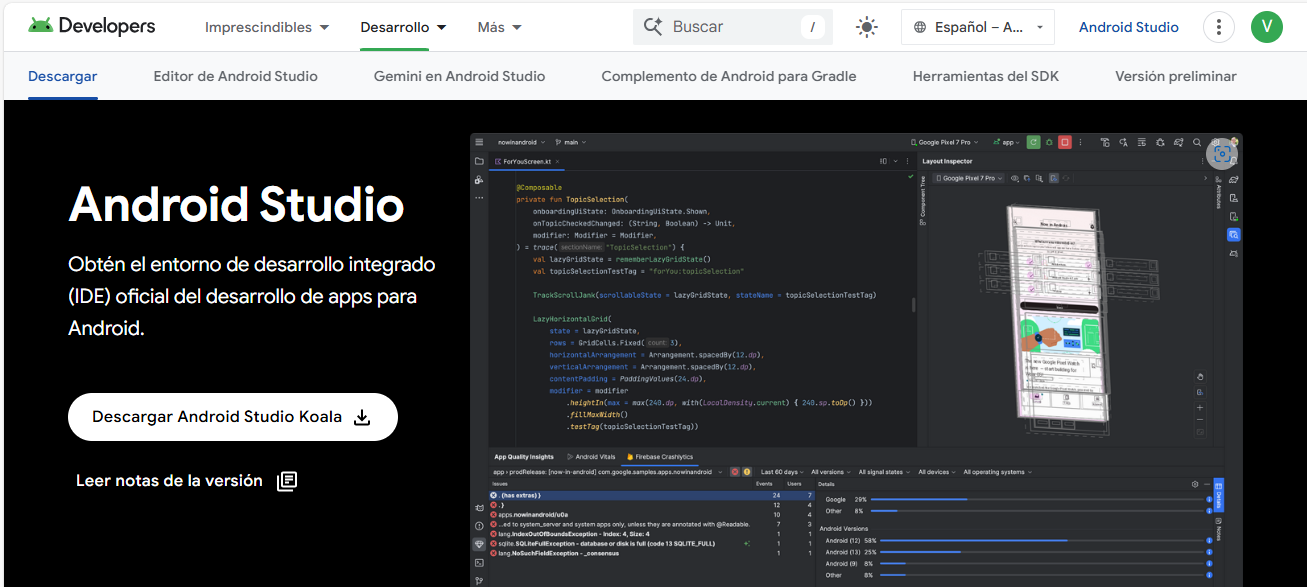 Developers
Imprescindibles
Desarrollo
Más
Buscar
/
Español – A...
Android Studio
V
Descargar
Editor de Android Studio
Gemini en Android Studio
Complemento de Android para Gradle
Herramientas del SDK
Versión preliminar
Android Studio
Obtén el entorno de desarrollo integrado
(IDE) oficial del desarrollo de apps para
Android.
Descargar Android Studio Koala
Leer notas de la versión
nowinandroid
main
Google Pixel 7 Pro
app
ForYouScreen.kt
Layout Inspector
Google Pixel 7 Pro
Component Tree
Attributes
@Composable
private fun TopicSelection(
onboardingUiState: OnboardingUiState.Shown,
onTopicCheckedChanged: (String, Boolean) -> Unit,
modifier: Modifier = Modifier,
) = trace( sectionName: "TopicSelection") {
val lazyGridState = rememberLazyGridState()
val topicSelectionTestTag = "forYou:topicSelection"
TrackScrollJank(scrollableState = lazyGridState, stateName = topicSelectionTestTag)
LazyHorizontalGrid(
state = lazyGridState,
rows = GridCells.Fixed( count 3),
horizontalArrangement = Arrangement.spacedBy(12.dp),
verticalArrangement = Arrangement.spacedBy(12.dp),
contentPadding = PaddingValues(24.dp),
modifier = modifier
.heightIn(max = max(240.dp, with(LocalDensity.current) { 240.sp.toDp() }))
.fillMaxWidth()
.testTag(topicSelectionTestTag))
App Quality Insights
Android Vitals
Firebase Crashlytics
app › prodRelease: [now-in-android] com.google.samples.apps.nowinandroid
Last 60 days
All versions
All signal states
All devices
All operating systems
Issues Events Users
.(has extras) } 24 7
.} 12 4
apps.nowinandroid/u0a 10 4
...ed to system_server and system apps only, unless they are annotated with @Readable. 7 3
lang.IndexOutOfBoundsException - Index: 4, Size: 4 1 1
sqlite.SQLiteFullException - database or disk is full (code 13 SQLITE_FULL) 1 1
lang.NoSuchFieldException - _consensus 1 1
Details
Google 29%
Other 8%
Android Versions
Android (12) 58%
Android (13) 25%
Android (9) 8%
Other 8%
Details
Notes